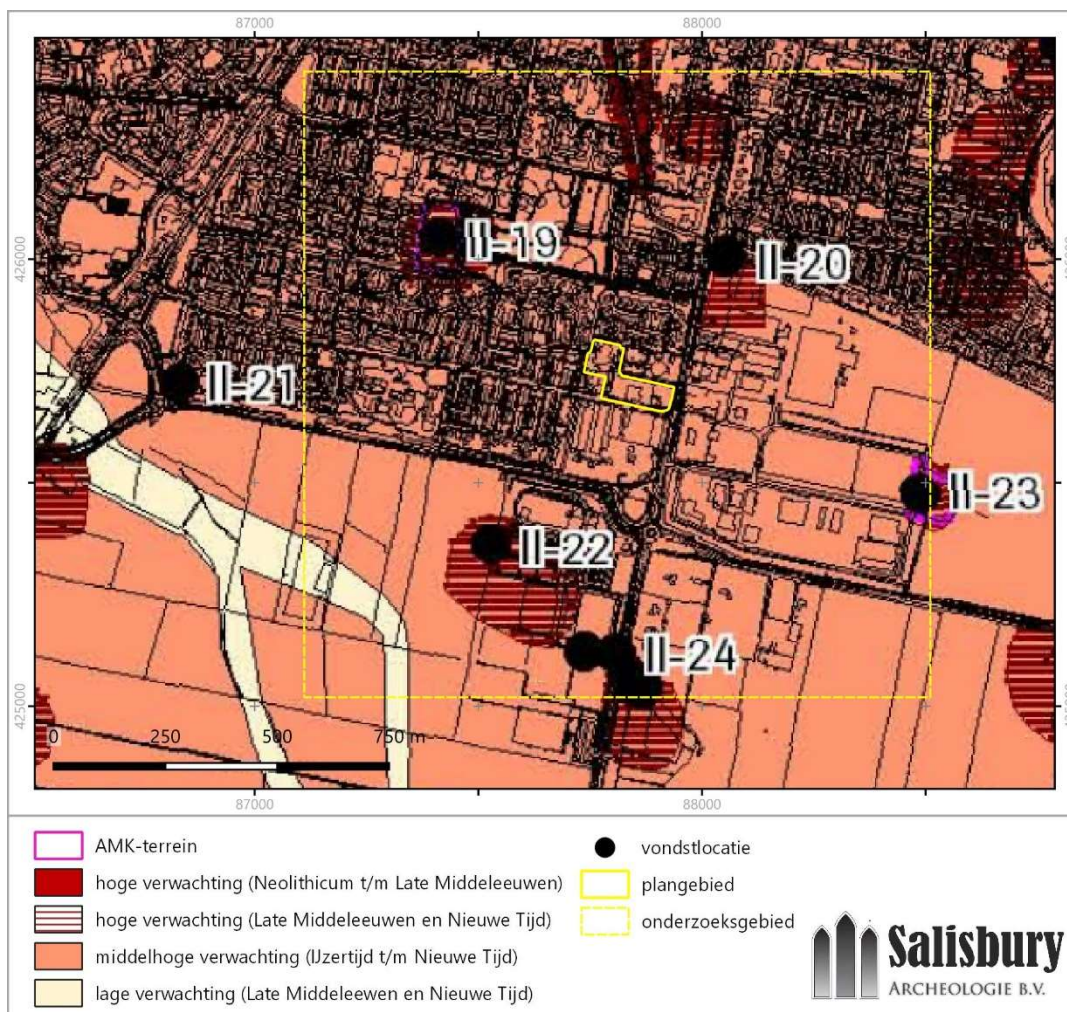 87000 88000
426000
II-19
II-20
II-21
II-23
II-22
II-24
425000
0 250 500 750 m
87000 88000
AMK-terrein
hoge verwachting (Neolithicum t/m Late Middeleeuwen)
hoge verwachting (Late Middeleeuwen en Nieuwe Tijd)
middelhoge verwachting (IJzertijd t/m Nieuwe Tijd)
lage verwachting (Late Middeleewen en Nieuwe Tijd)
vondstlocatie
plangebied
onderzoeksgebied
Salisbury
ARCHEOLOGIE B.V.